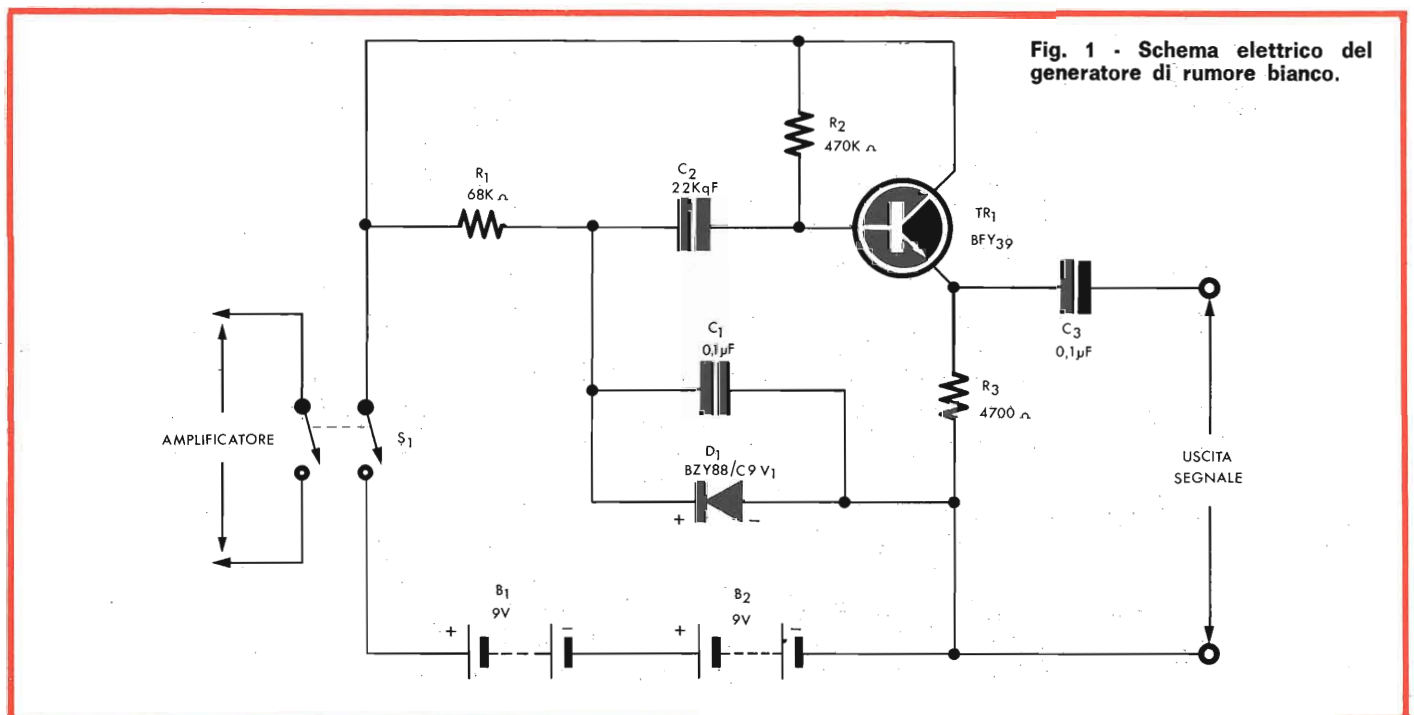 Fig. 1 - Schema elettrico del
generatore di rumore bianco.
R2
470K Ω
R1
68K Ω
C2
22KqF
TR1
BFY39
C3
0,1µF
C1
0,1µF
R3
4700 Ω
AMPLIFICATORE
S1
D1
BZY88/C9V1
+ -
USCITA
SEGNALE
B1
9V
+ -
B2
9V
+ -